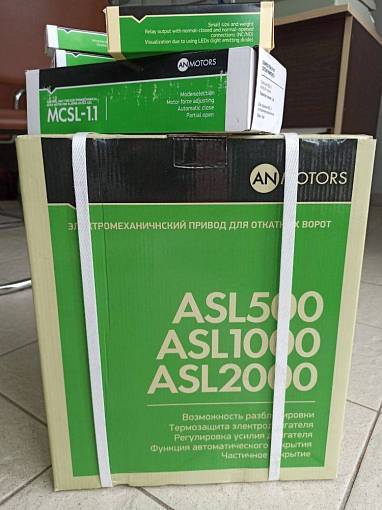 Small size and weight
Relay output with normal-closed and normal-opened
connections (NC/NO)
Visualization due to using LEDs (light emitting diode)
AN MOTORS
MCSL-1.1
Mode selection
Motor force adjusting
Automatic close
Partial open
AN MOTORS
ЭЛЕКТРОМЕХАНИЧНСКИЙ ПРИВОД ДЛЯ ОТКАТНЫХ ВОРОТ
ASL500
ASL1000
ASL2000
Возможность разблокировки
Термозащита электродвигателя
Регулировка усилия двигателя
Функция автоматического закрытия
Частичное открытие